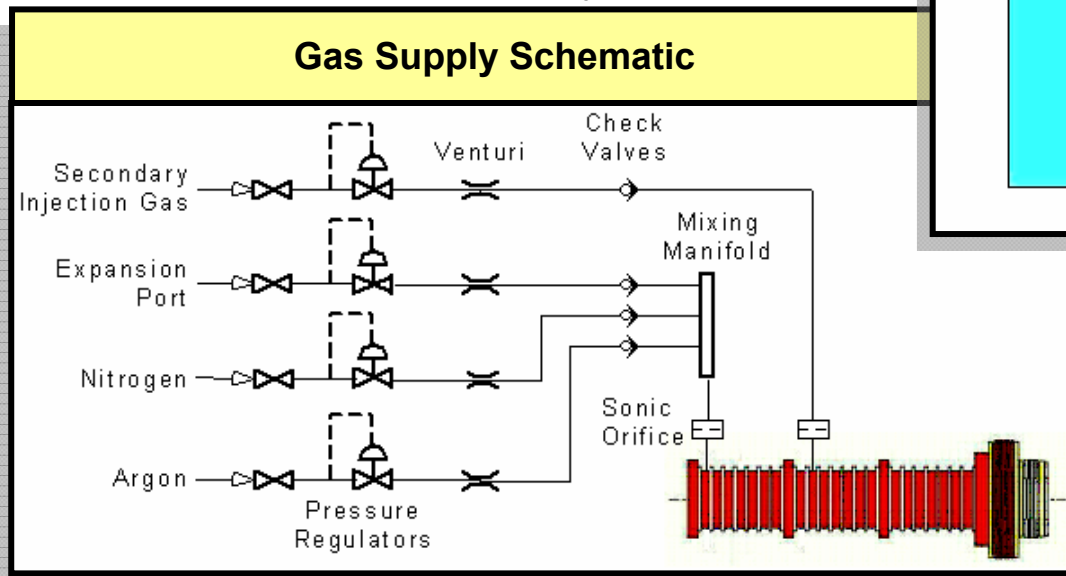 Gas Supply Schematic
Check
Valves
Venturi
Secondary
Injection Gas
Mixing
Manifold
Expansion
Port
Nitrogen
Sonic
Orifice
Argon
Pressure
Regulators